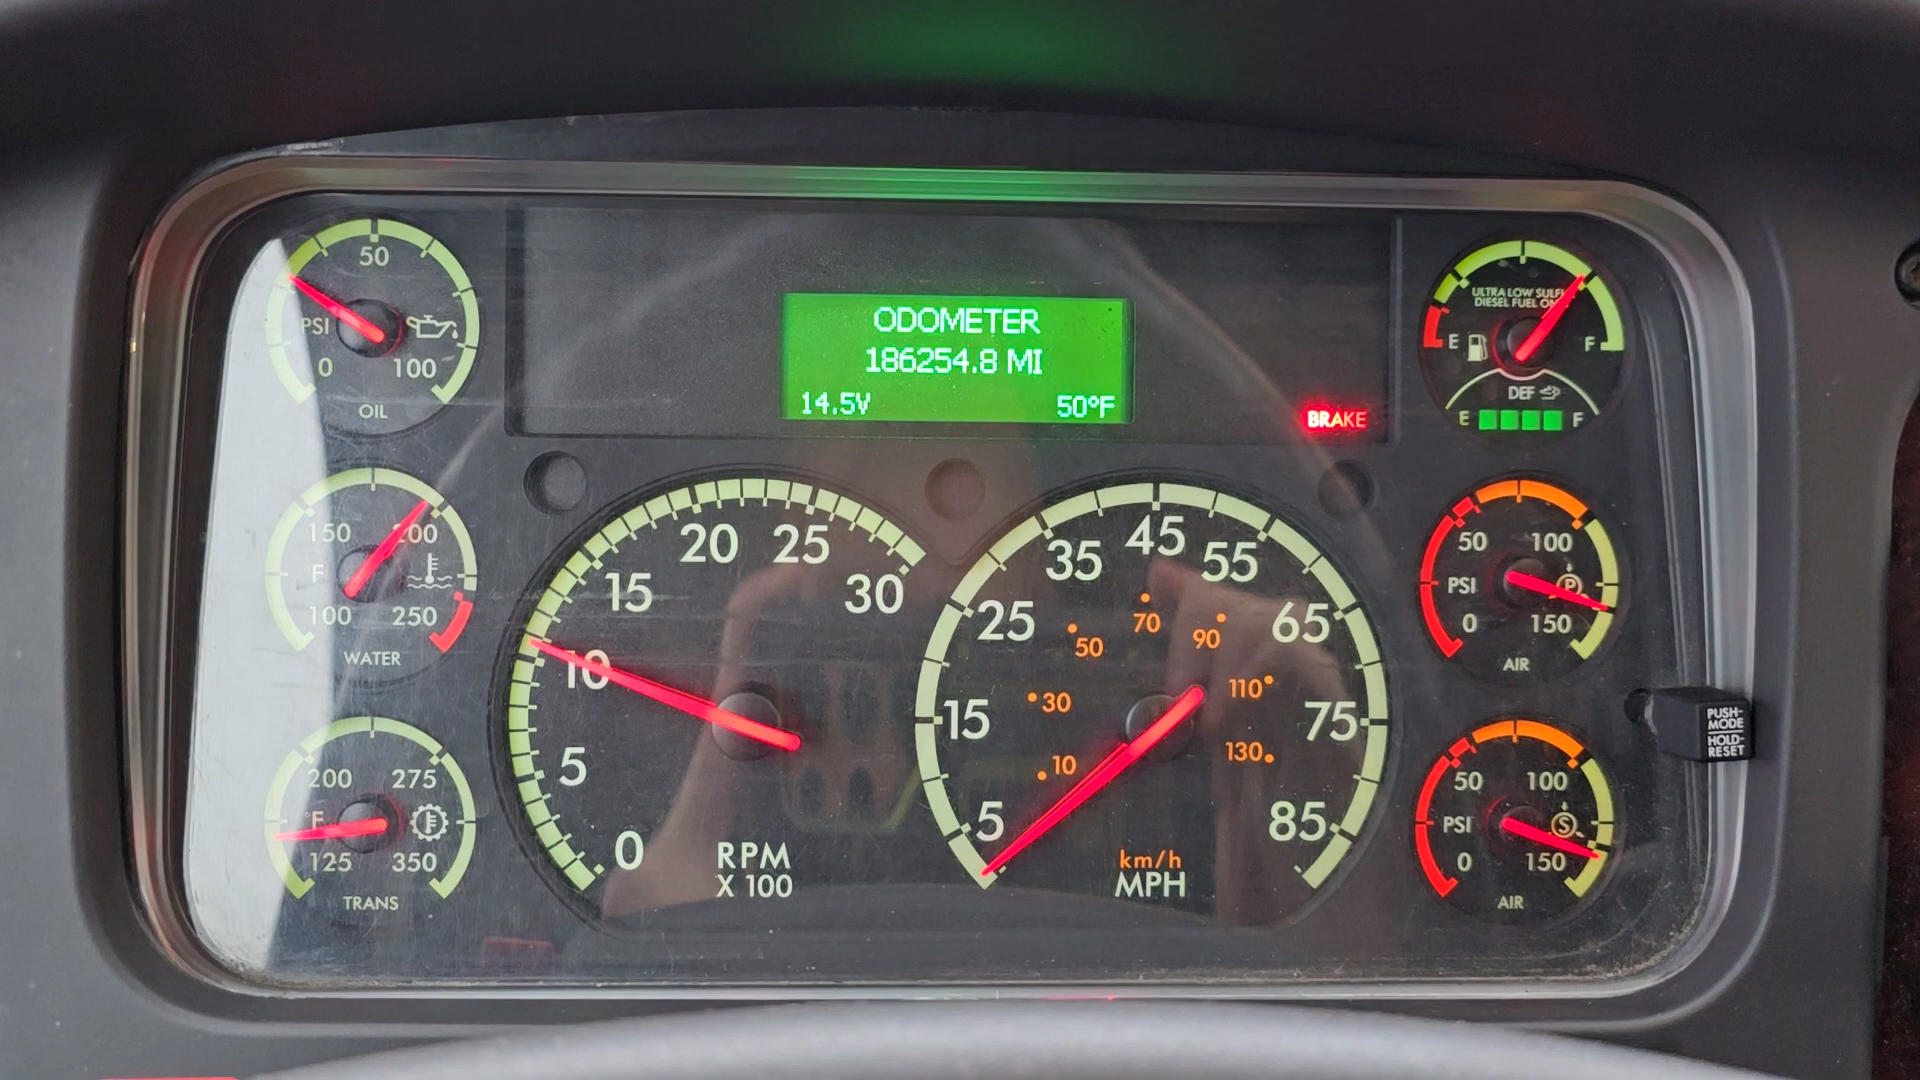 ODOMETER
186254.8 MI
14.5V 50°F
BRAKE
50
PSI
0 100
OIL
150 200
F
100 250
WATER
200 275
°F
125 350
TRANS
0
5
10
15
20
25
30
RPM
X 100
5
15
25
35
45
55
65
75
85
10
30
50
70
90
110
130
km/h
MPH
ULTRA LOW
DIESEL FUEL
E F
DEF
E F
50 100
PSI P
0 150
AIR
50 100
PSI S
0 150
AIR
PUSH-
MODE
HOLD-
RESET